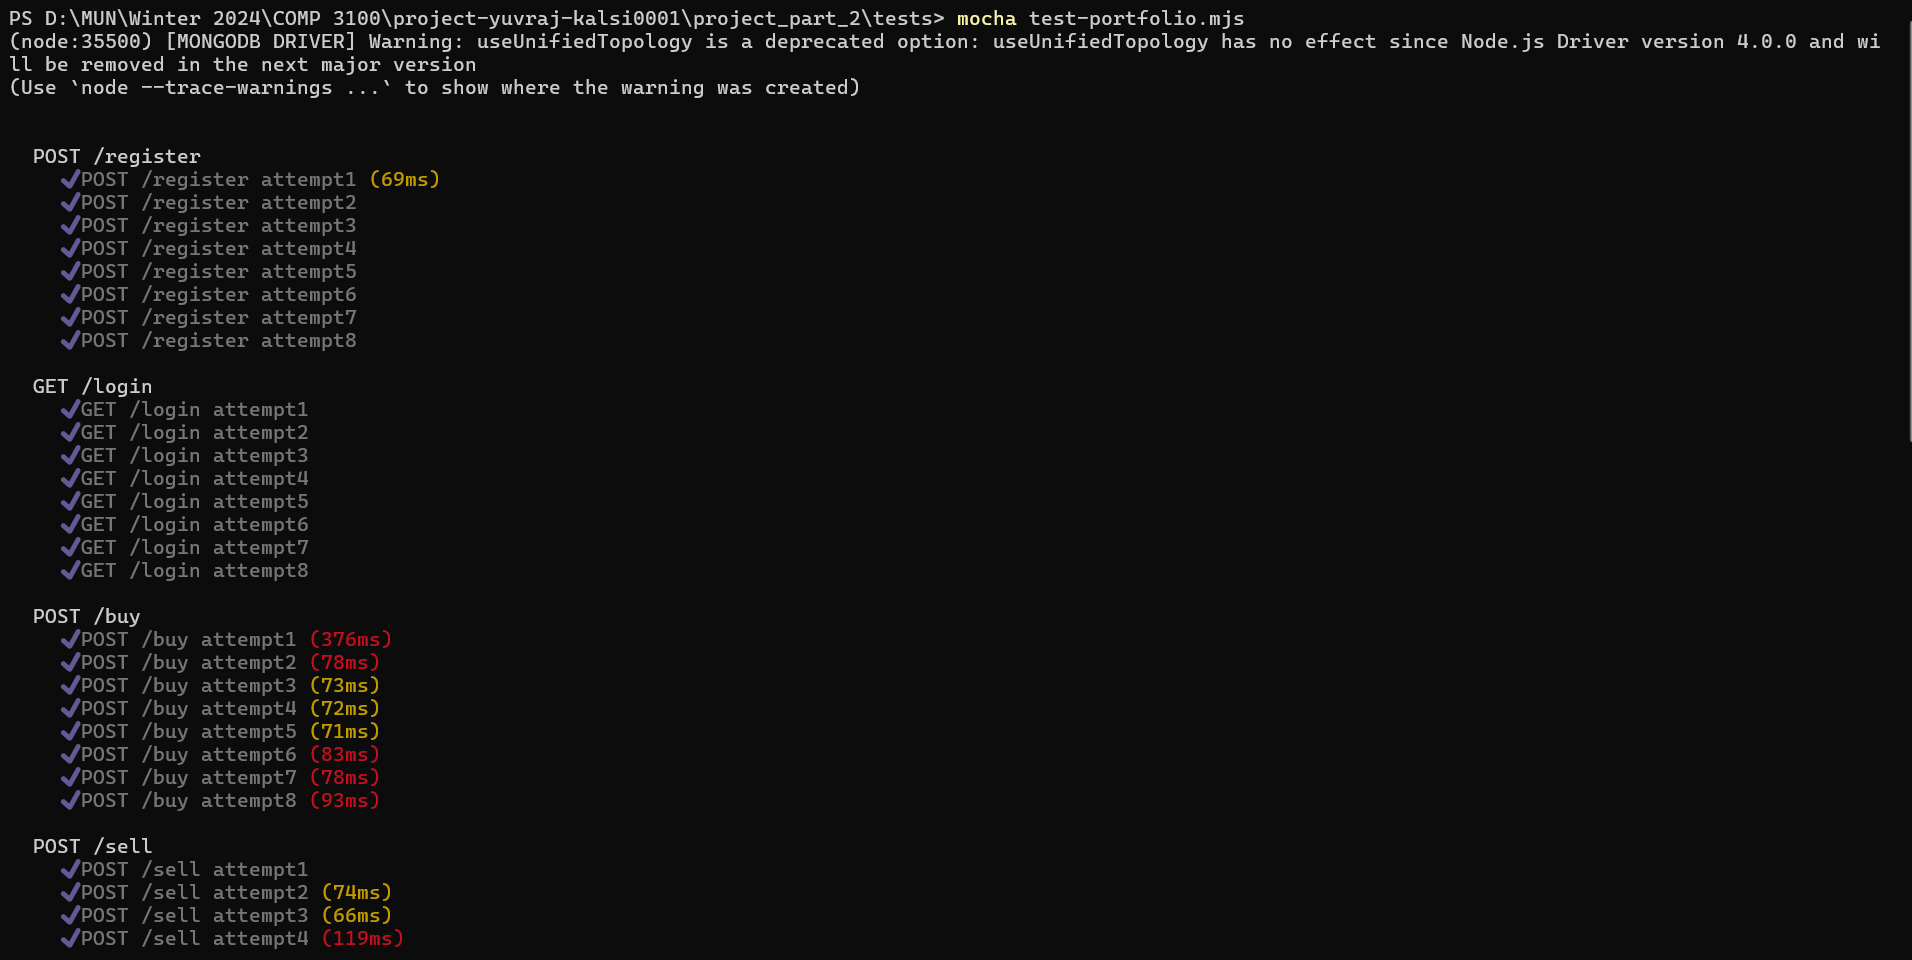 PS D:\MUN\Winter 2024\COMP 3100\project-yuvraj-kalsi0001\project_part_2\tests> mocha test-portfolio.mjs
(node:35500) [MONGODB DRIVER] Warning: useUnifiedTopology is a deprecated option: useUnifiedTopology has no effect since Node.js Driver version 4.0.0 and wi
ll be removed in the next major version
(Use `node --trace-warnings ...` to show where the warning was created)
POST /register
✔POST /register attempt1 (69ms)
✔POST /register attempt2
✔POST /register attempt3
✔POST /register attempt4
✔POST /register attempt5
✔POST /register attempt6
✔POST /register attempt7
✔POST /register attempt8
GET /login
✔GET /login attempt1
✔GET /login attempt2
✔GET /login attempt3
✔GET /login attempt4
✔GET /login attempt5
✔GET /login attempt6
✔GET /login attempt7
✔GET /login attempt8
POST /buy
✔POST /buy attempt1 (376ms)
✔POST /buy attempt2 (78ms)
✔POST /buy attempt3 (73ms)
✔POST /buy attempt4 (72ms)
✔POST /buy attempt5 (71ms)
✔POST /buy attempt6 (83ms)
✔POST /buy attempt7 (78ms)
✔POST /buy attempt8 (93ms)
POST /sell
✔POST /sell attempt1
✔POST /sell attempt2 (74ms)
✔POST /sell attempt3 (66ms)
✔POST /sell attempt4 (119ms)